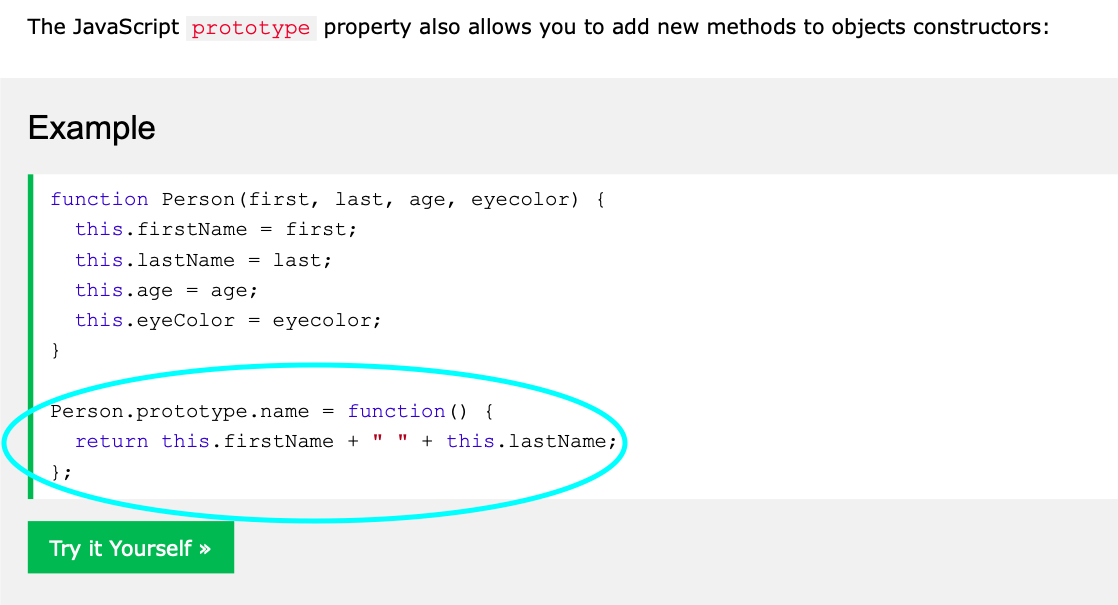 The JavaScript prototype property also allows you to add new methods to objects constructors:
Example
function Person(first, last, age, eyecolor) {
  this.firstName = first;
  this.lastName = last;
  this.age = age;
  this.eyeColor = eyecolor;
}
Person.prototype.name = function() {
  return this.firstName + " " + this.lastName;
};
Try it Yourself »